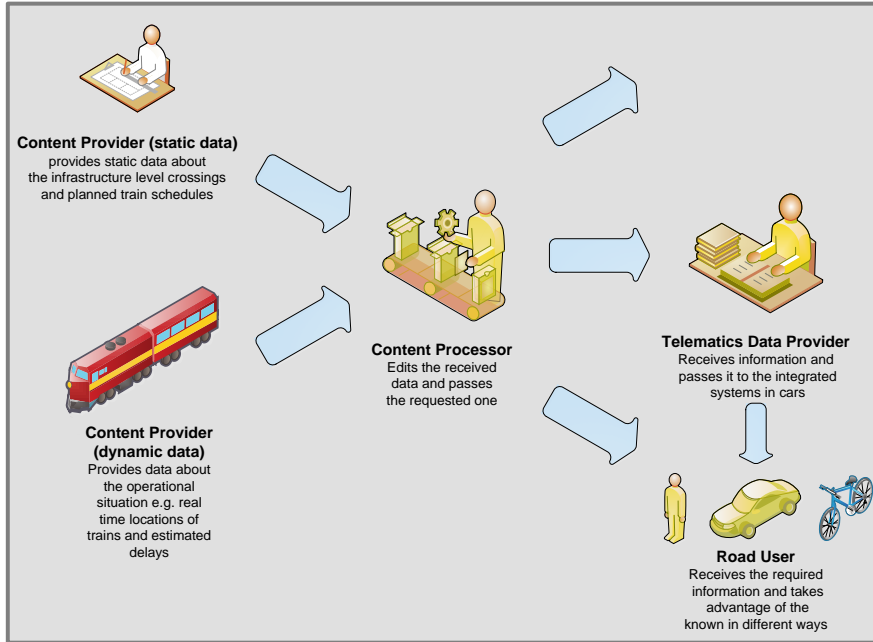 Content Provider (static data)
provides static data about
the infrastructure level crossings
and planned train schedules
Content Provider
(dynamic data)
Provides data about
the operational
situation e.g. real
time locations of
trains and estimated
delays
Content Processor
Edits the received
data and passes
the requested one
Telematics Data Provider
Receives information and
passes it to the integrated
systems in cars
Road User
Receives the required
information and takes
advantage of the
known in different ways